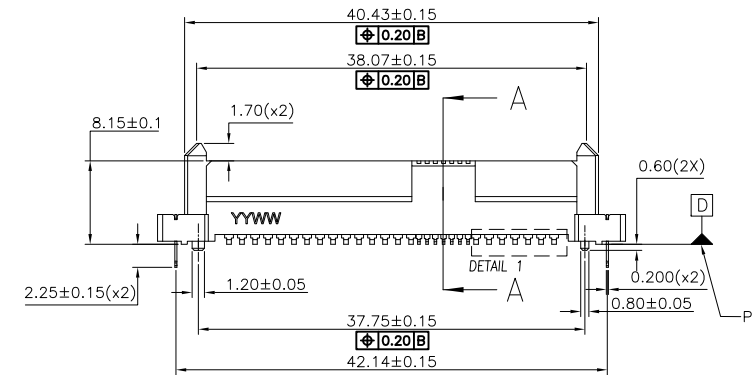 40.43±0.15
⌖ 0.20 B
38.07±0.15
⌖ 0.20 B
A
1.70(x2)
8.15±0.1
0.60(2X)
YYWW
D
DETAIL 1
A
2.25±0.15(x2)
1.20±0.05
0.200(x2)
0.80±0.05
37.75±0.15
P
⌖ 0.20 B
42.14±0.15